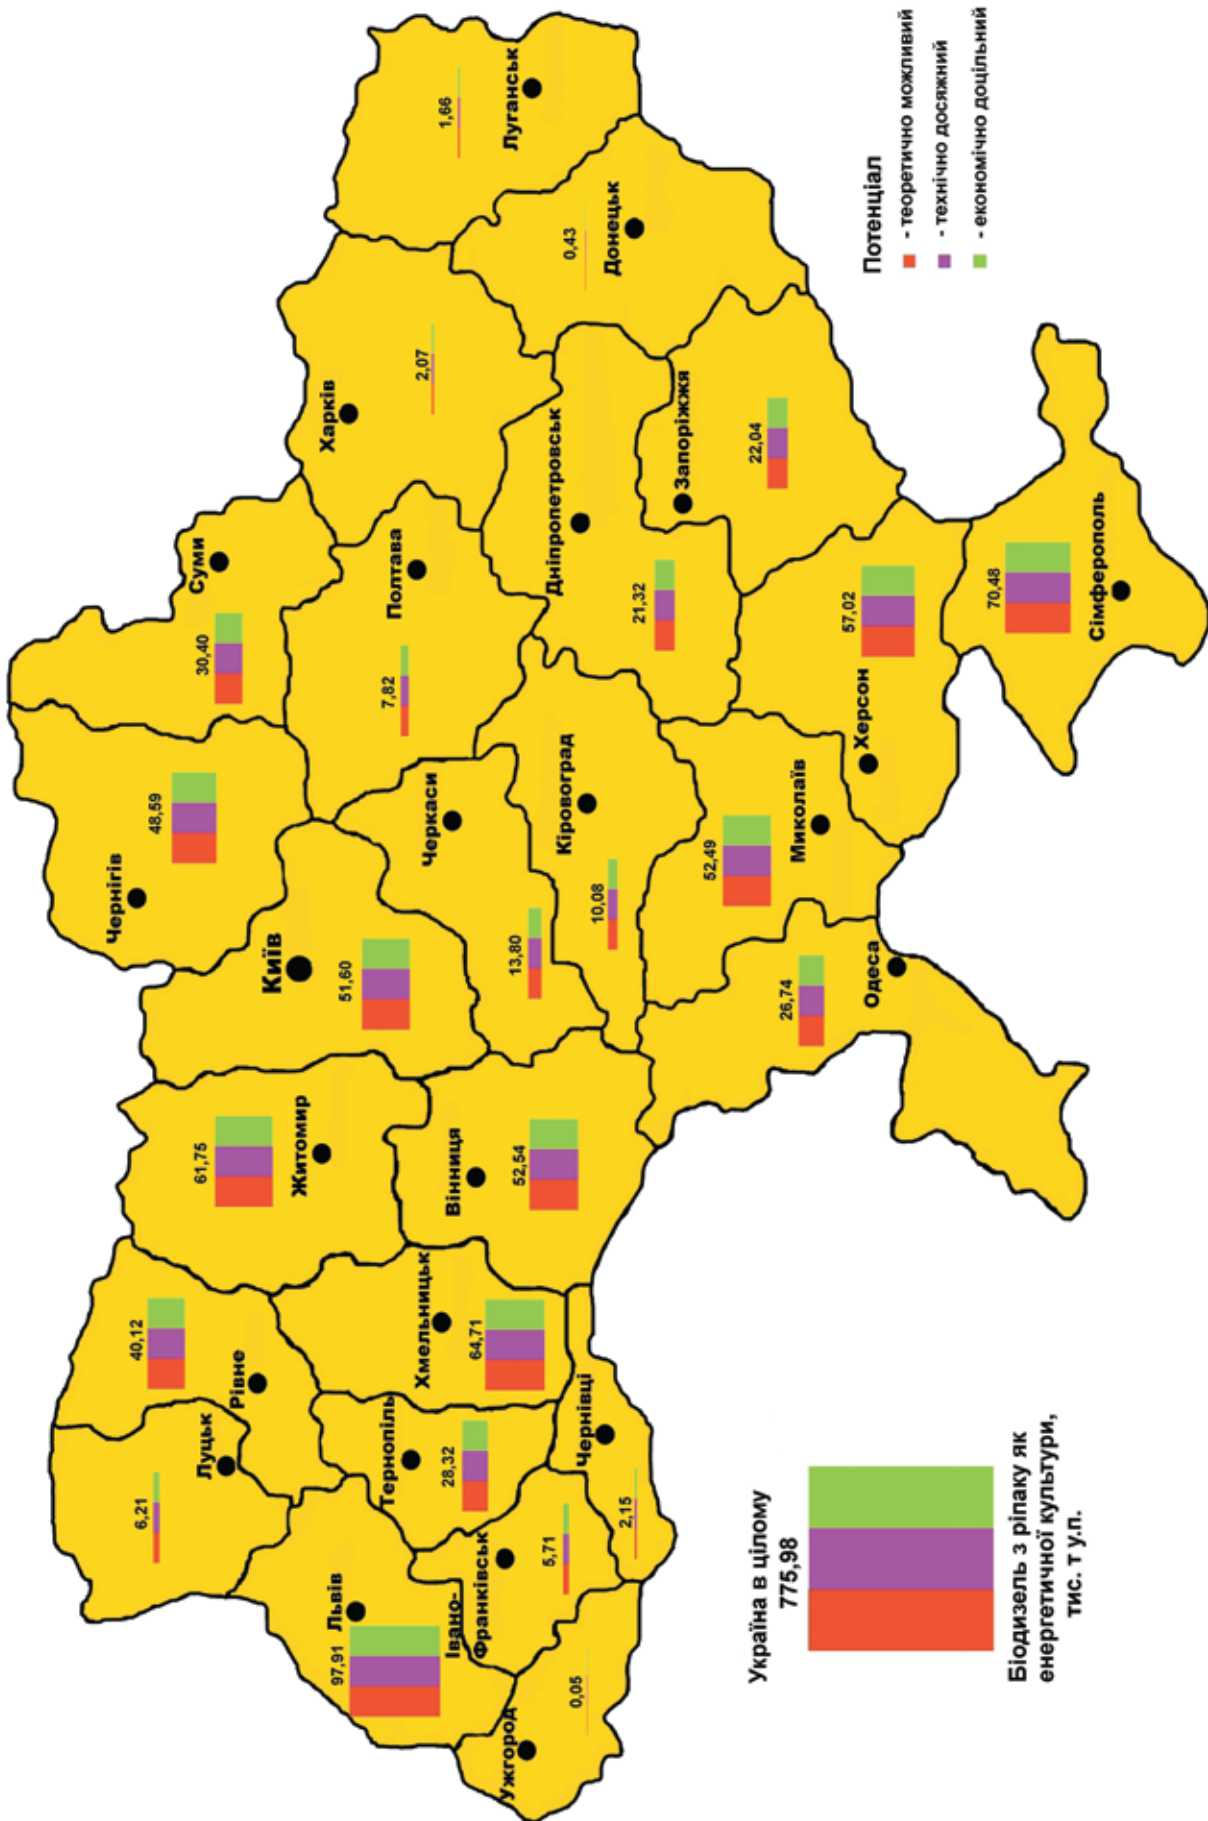 Луцьк
6,21
Рівне
40,12
Житомир
61,75
Київ
51,60
Чернігів
48,59
Суми
30,40
Харків
2,07
Луганськ
1,66
Львів
97,91
Тернопіль
28,32
Хмельницьк
64,71
Вінниця
52,54
Черкаси
13,80
Полтава
7,82
Ужгород
0,05
Івано-
Франківськ
5,71
Чернівці
2,15
Кіровоград
10,08
Дніпропетровськ
21,32
Донецьк
0,43
Запоріжжя
22,04
Одеса
26,74
Миколаїв
52,49
Херсон
57,02
Сімферополь
70,48
Україна в цілому
775,98
Біодизель з ріпаку як
енергетичної культури,
тис. т у.п.
Потенціал
- теоретично можливий
- технічно досяжний
- економічно доцільний